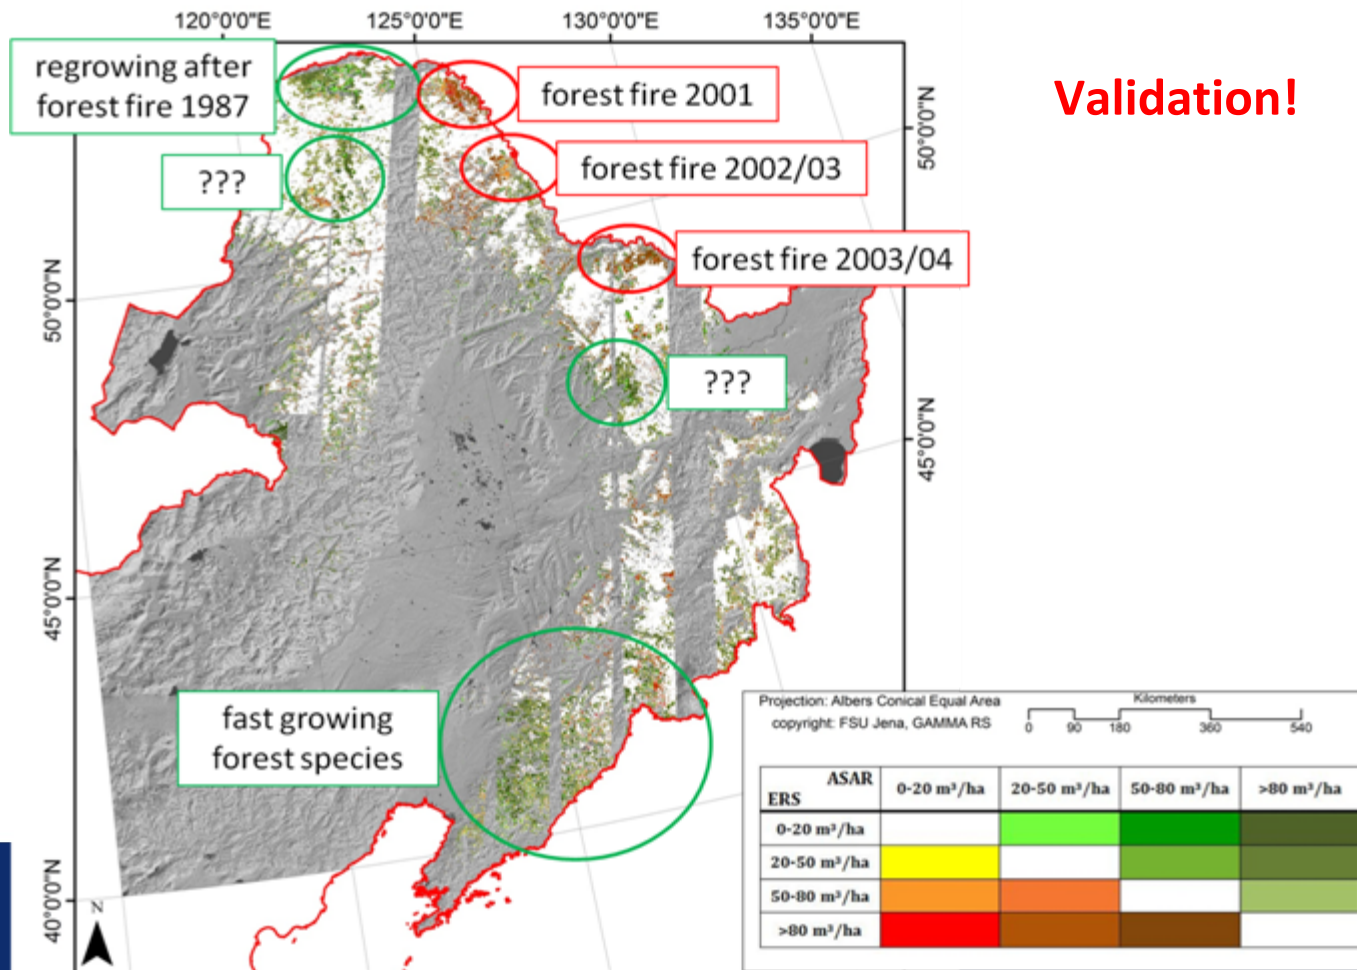 120°0'0"E 125°0'0"E 130°0'0"E 135°0'0"E
regrowing after
forest fire 1987
forest fire 2001
Validation!
???
forest fire 2002/03
forest fire 2003/04
???
50°0'0"N
50°0'0"N
45°0'0"N
45°0'0"N
40°0'0"N
fast growing
forest species
N
Projection: Albers Conical Equal Area
copyright: FSU Jena, GAMMA RS
Kilometers
0 90 180 360 540
ASAR
ERS
0-20 m³/ha 20-50 m³/ha 50-80 m³/ha >80 m³/ha
0-20 m³/ha
20-50 m³/ha
50-80 m³/ha
>80 m³/ha